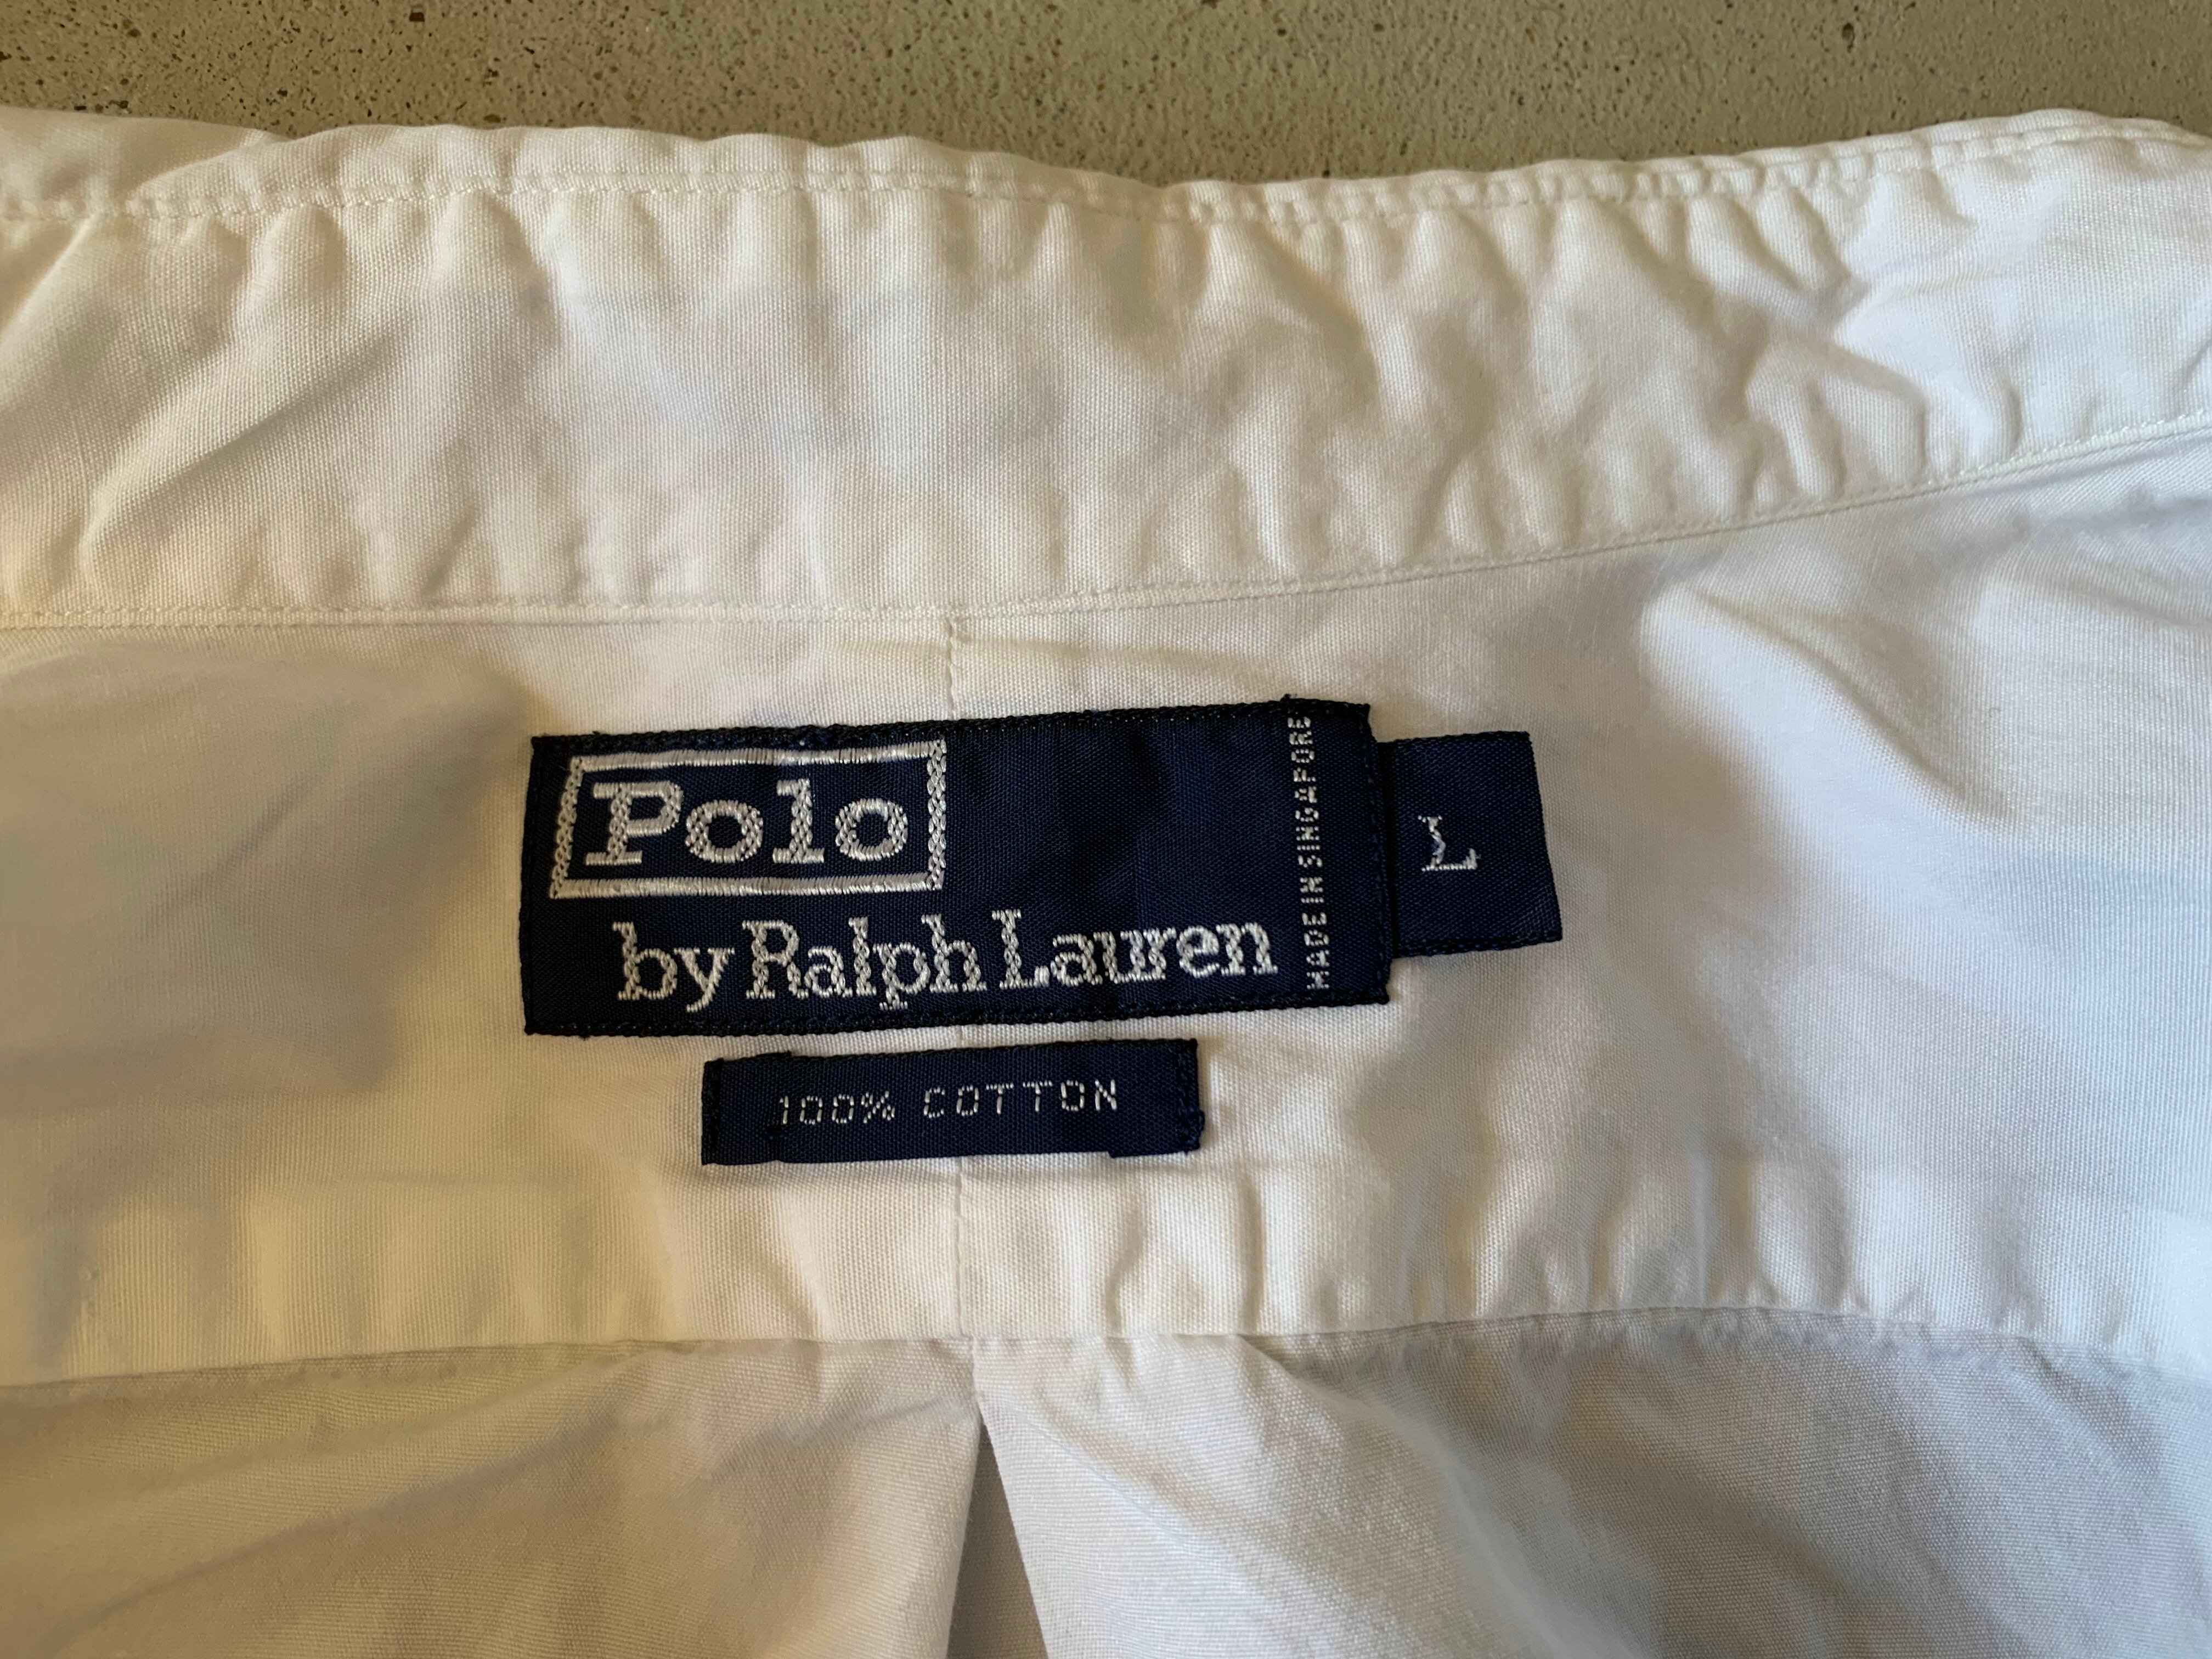 Polo
by Ralph Lauren
MADE IN SINGAPORE
L
100% COTTON